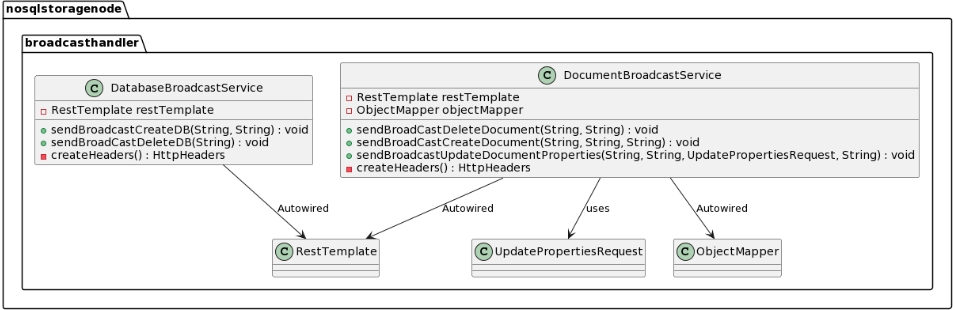 nosqlstoragenode
broadcasthandler
C DatabaseBroadcastService
RestTemplate restTemplate
sendBroadcastCreateDB(String, String) : void
sendBroadCastDeleteDB(String) : void
createHeaders() : HttpHeaders
C DocumentBroadcastService
RestTemplate restTemplate
ObjectMapper objectMapper
sendBroadCastDeleteDocument(String, String) : void
sendBroadCastCreateDocument(String, String, String) : void
sendBroadcastUpdateDocumentProperties(String, String, UpdatePropertiesRequest, String) : void
createHeaders() : HttpHeaders
Autowired
Autowired
uses
Autowired
C RestTemplate
C UpdatePropertiesRequest
C ObjectMapper